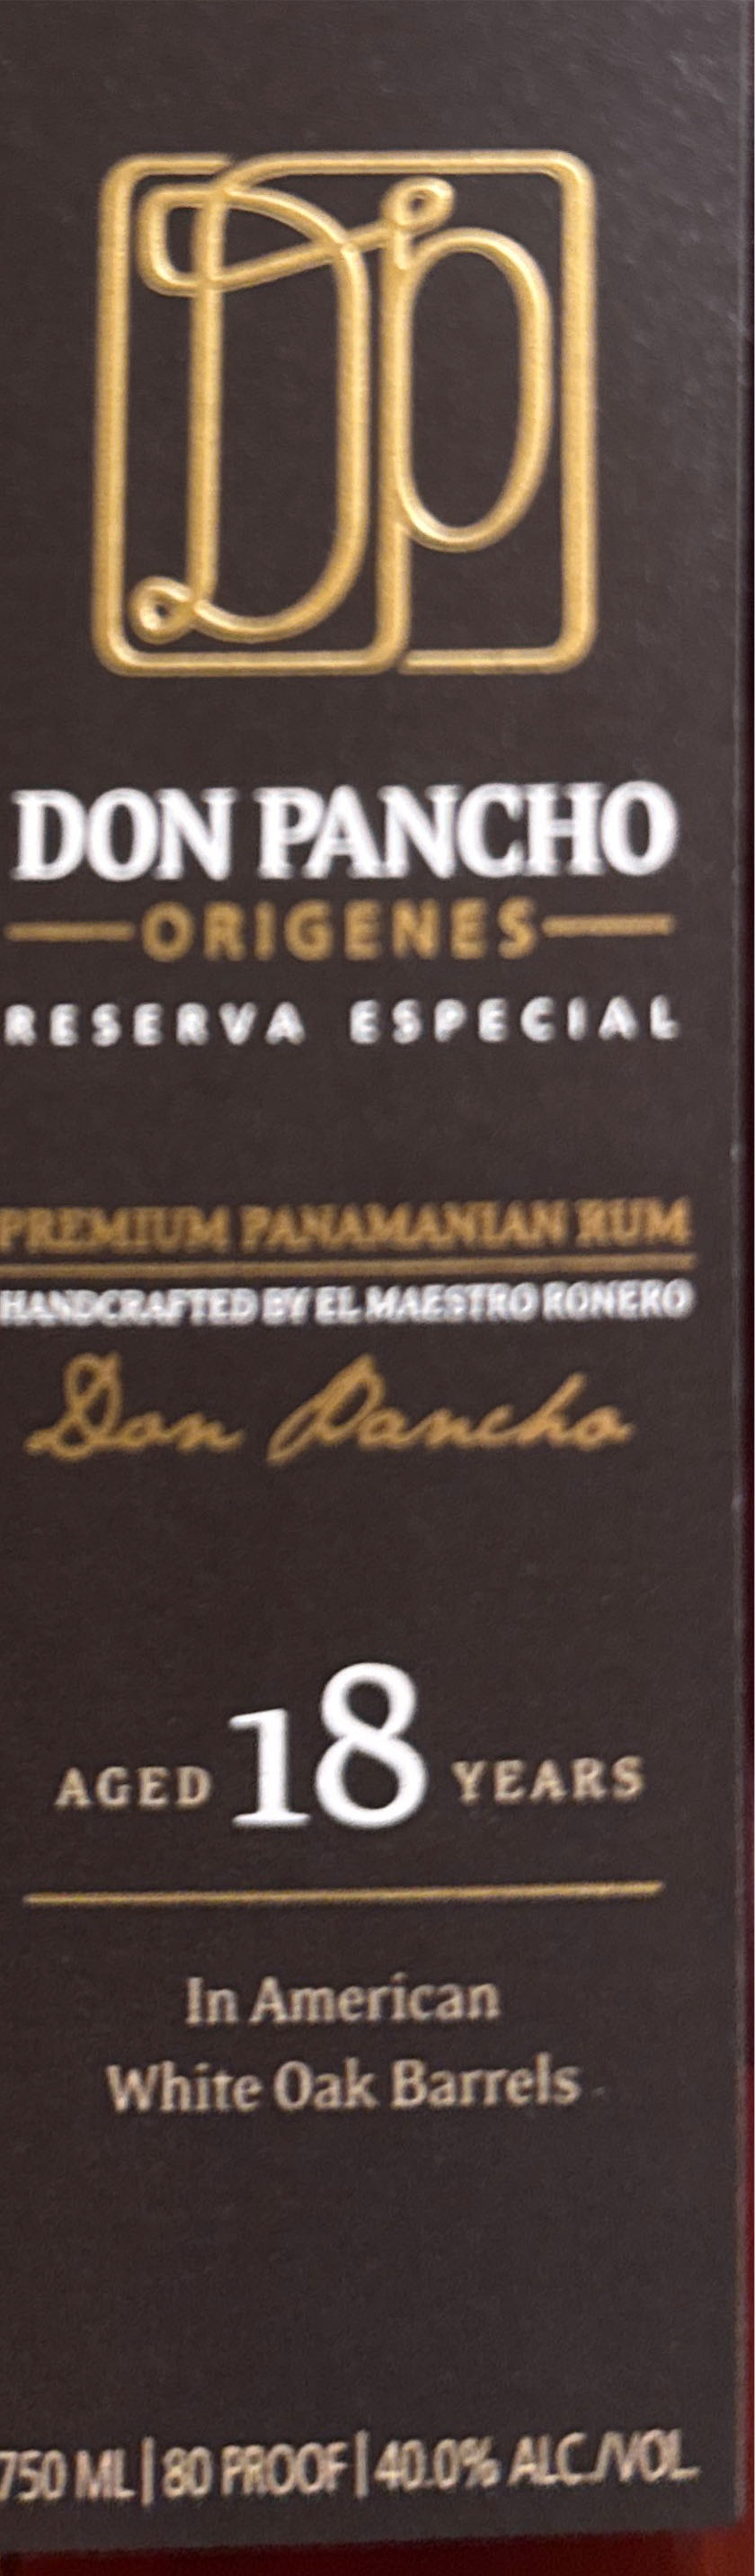 Dp
DON PANCHO
ORIGENES
RESERVA ESPECIAL
PREMIUM PANAMANIAN RUM
HANDCRAFTED BY EL MAESTRO RONERO
Don Pancho
AGED 18 YEARS
In American
White Oak Barrels
750 ML | 80 PROOF | 40.0% ALC./VOL.